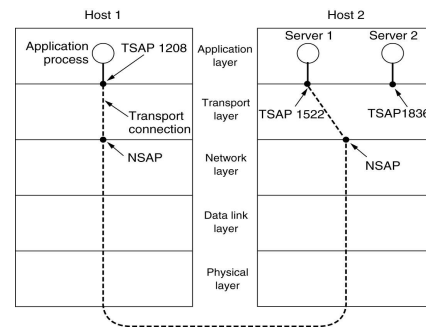 Host 1
Host 2
Application
process
TSAP 1208
Application
layer
Server 1
Server 2
Transport
connection
Transport
layer
TSAP 1522
TSAP1836
NSAP
Network
layer
NSAP
Data link
layer
Physical
layer